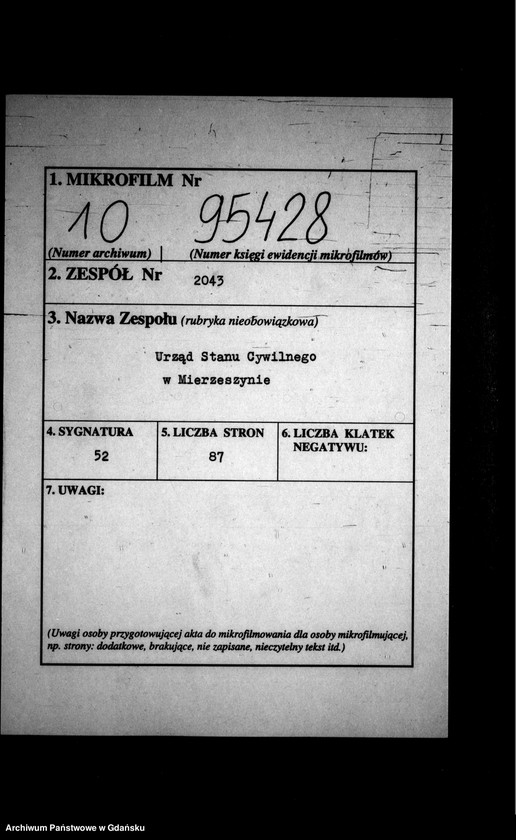 1. MIKROFILM Nr
10 95428
(Numer archiwum) | (Numer księgi ewidencji mikrofilmów)
2. ZESPÓŁ Nr 2043
3. Nazwa Zespołu (rubryka nieobowiązkowa)
Urząd Stanu Cywilnego
w Mierzeszynie
4. SYGNATURA
52
5. LICZBA STRON
87
6. LICZBA KLATEK
NEGATYWU:
7. UWAGI:
(Uwagi osoby przygotowującej akta do mikrofilmowania dla osoby mikrofilmującej,
np. strony: dodatkowe, brakujące, nie zapisane, nieczytelny tekst itd.)
Archiwum Państwowe w Gdańsku